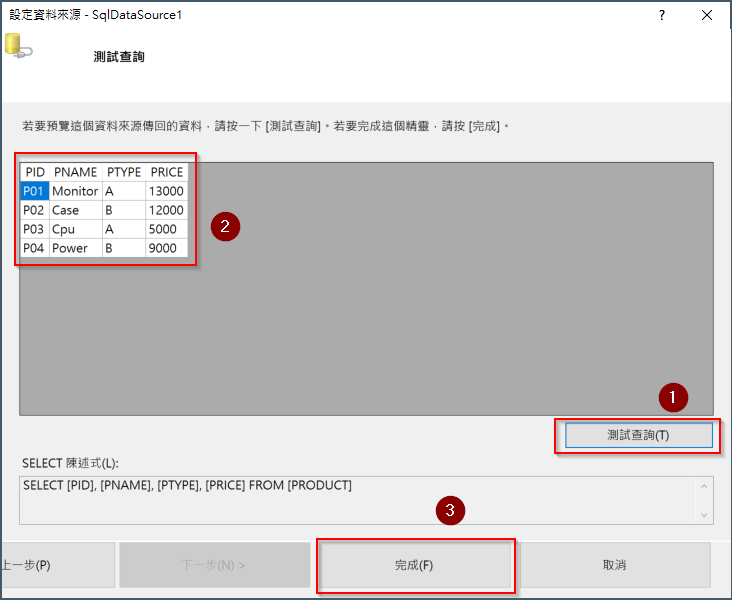 設定資料來源 - SqlDataSource1
測試查詢
若要預覽這個資料來源傳回的資料，請按一下 [測試查詢]。若要完成這個精靈，請按 [完成]。
PID PNAME PTYPE PRICE
P01 Monitor A 13000
P02 Case B 12000
P03 Cpu A 5000
P04 Power B 9000
2
1
測試查詢(T)
SELECT 陳述式(L):
SELECT [PID], [PNAME], [PTYPE], [PRICE] FROM [PRODUCT]
3
上一步(P) 下一步(N) > 完成(F) 取消